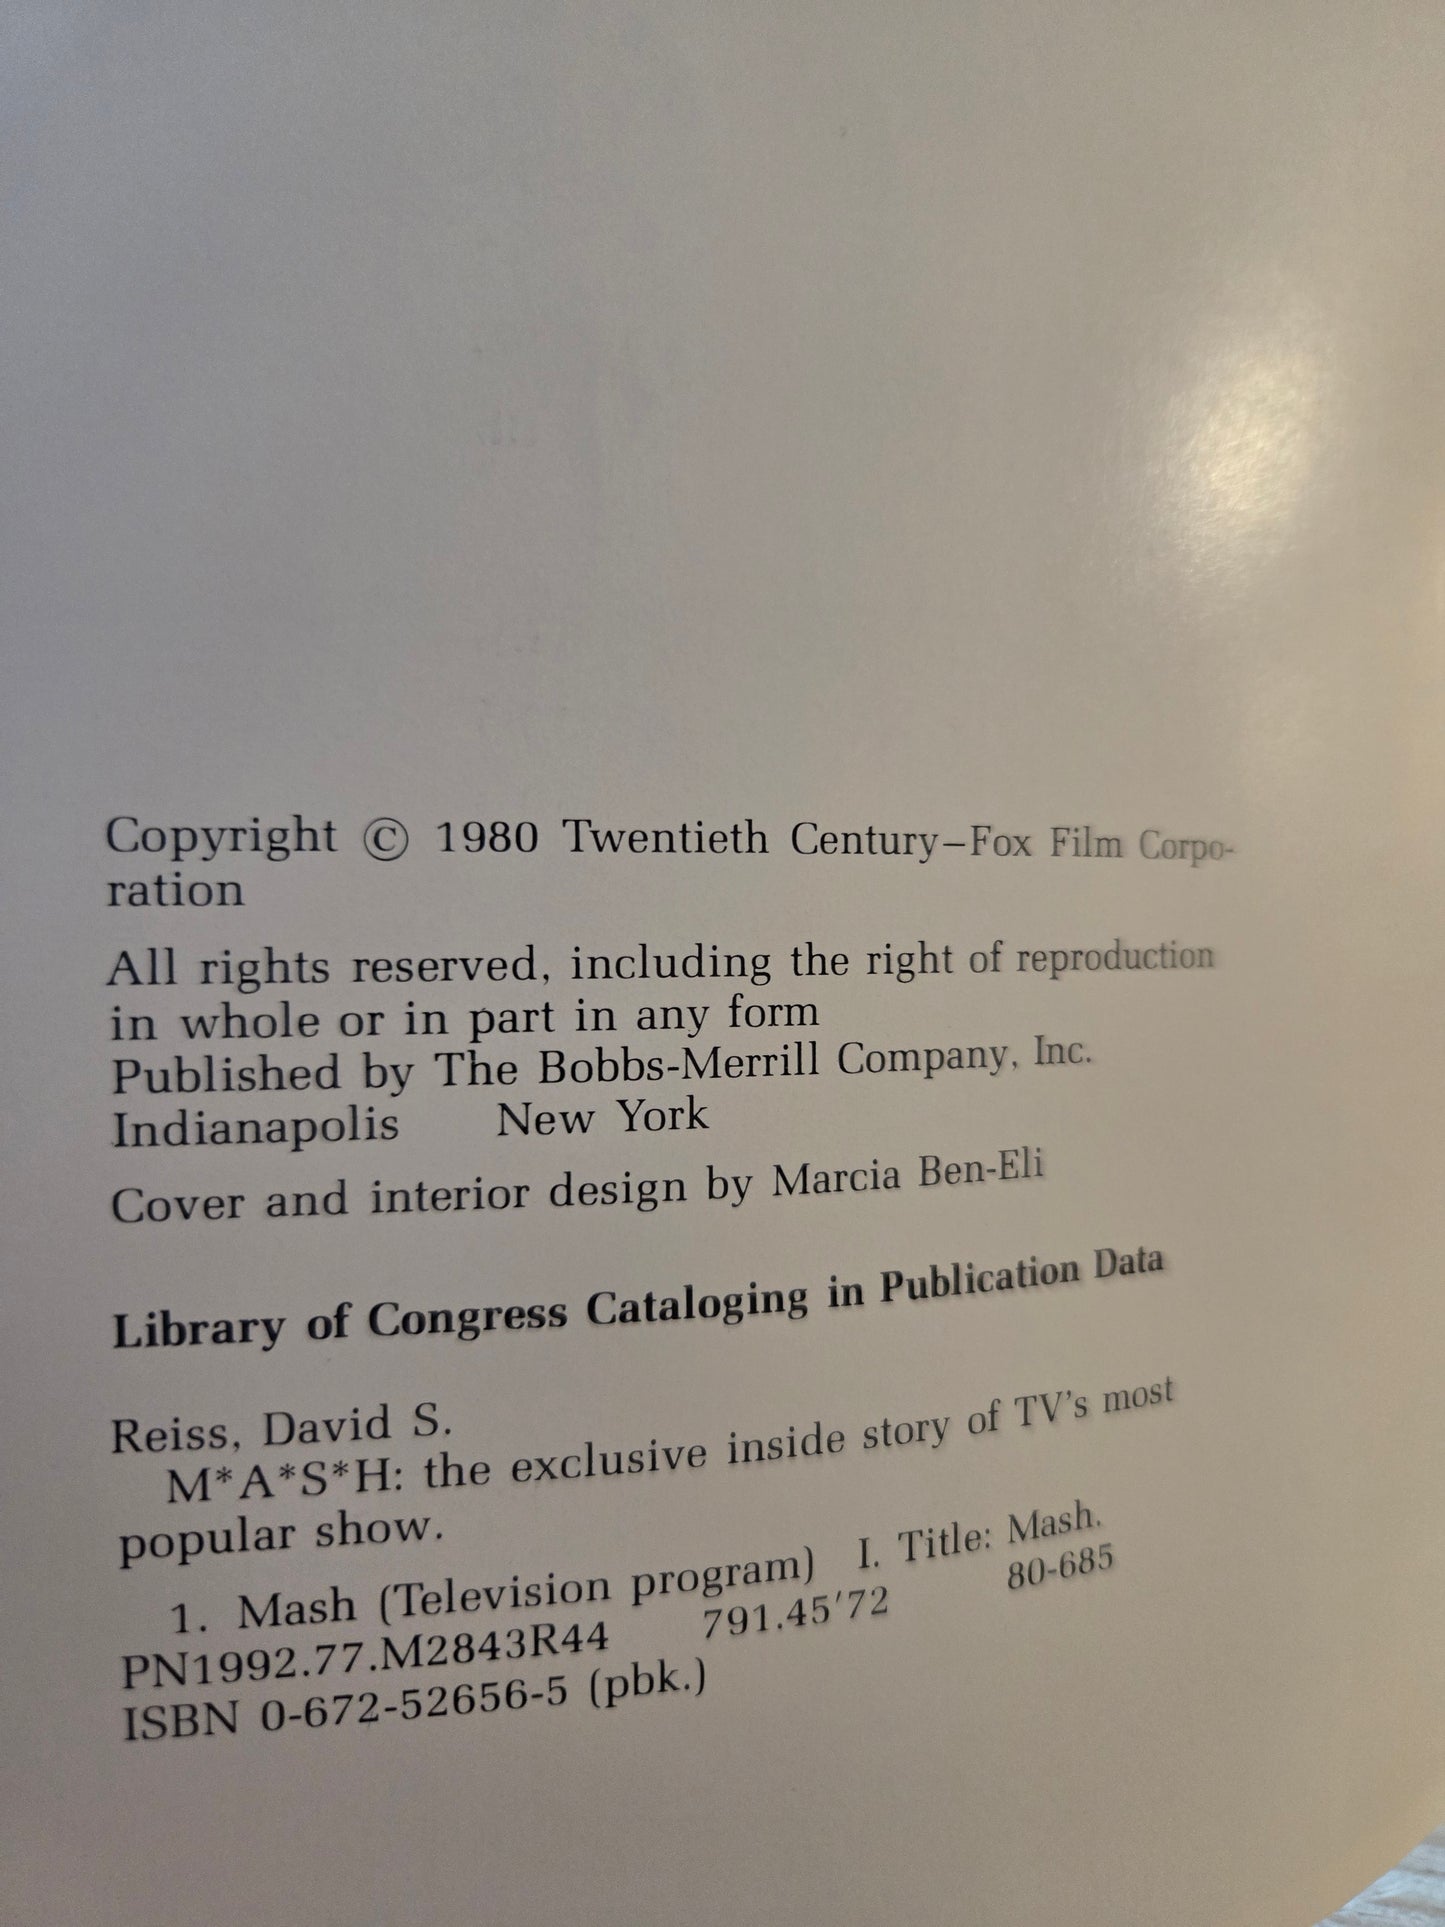 Copyright © 1980 Twentieth Century–Fox Film Corpo-
ration
All rights reserved, including the right of reproduction
in whole or in part in any form
Published by The Bobbs-Merrill Company, Inc.
Indianapolis New York
Cover and interior design by Marcia Ben-Eli
Library of Congress Cataloging in Publication Data
Reiss, David S.
M*A*S*H: the exclusive inside story of TV's most
popular show.
1. Mash (Television program) I. Title: Mash.
PN1992.77.M2843R44 791.45'72 80-685
ISBN 0-672-52656-5 (pbk.)